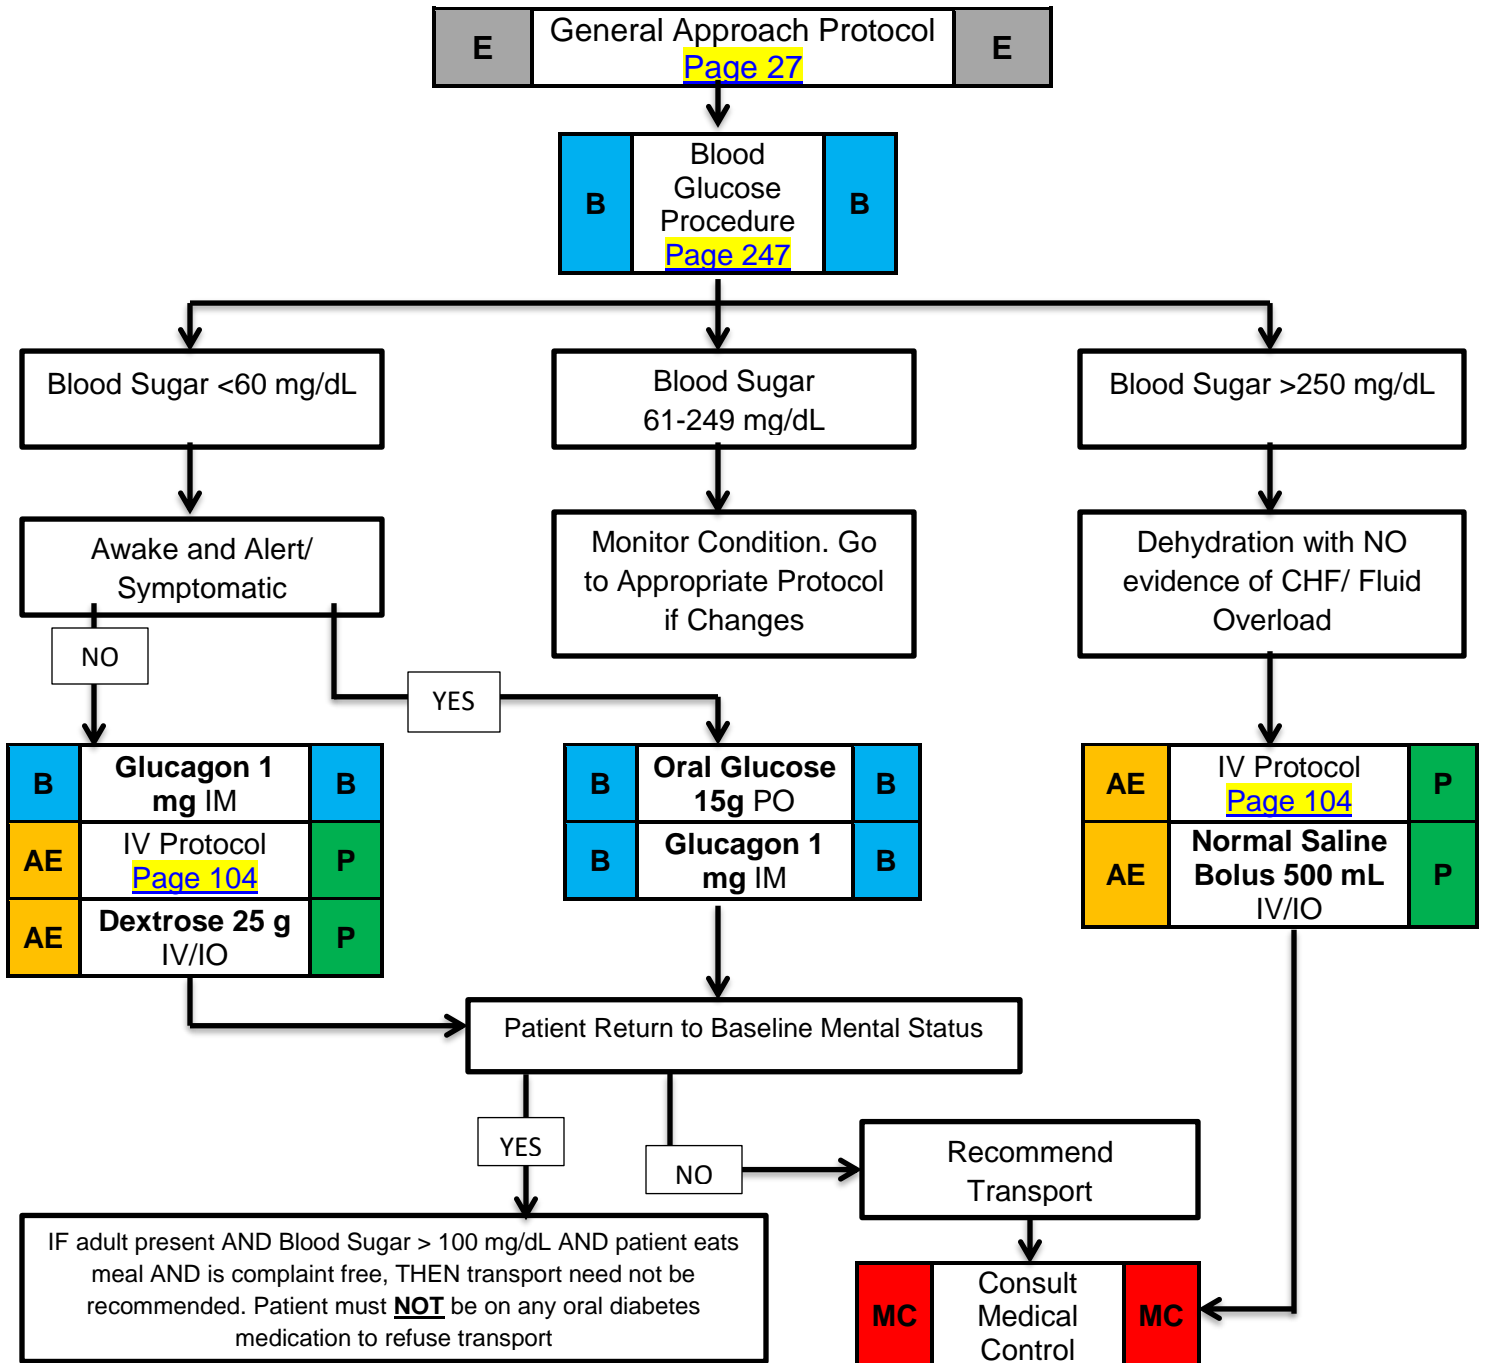 E
General Approach Protocol
Page 27
E
B
Blood
Glucose
Procedure
Page 247
B
Blood Sugar <60 mg/dL
Blood Sugar
61-249 mg/dL
Blood Sugar >250 mg/dL
Awake and Alert/
Symptomatic
Monitor Condition. Go
to Appropriate Protocol
if Changes
Dehydration with NO
evidence of CHF/ Fluid
Overload
NO
YES
B
Glucagon 1
mg IM
B
AE
IV Protocol
Page 104
P
AE
Dextrose 25 g
IV/IO
P
B
Oral Glucose
15g PO
B
B
Glucagon 1
mg IM
B
AE
IV Protocol
Page 104
P
AE
Normal Saline
Bolus 500 mL
IV/IO
P
Patient Return to Baseline Mental Status
YES
NO
Recommend
Transport
IF adult present AND Blood Sugar > 100 mg/dL AND patient eats
meal AND is complaint free, THEN transport need not be
recommended. Patient must NOT be on any oral diabetes
medication to refuse transport
MC
Consult
Medical
Control
MC